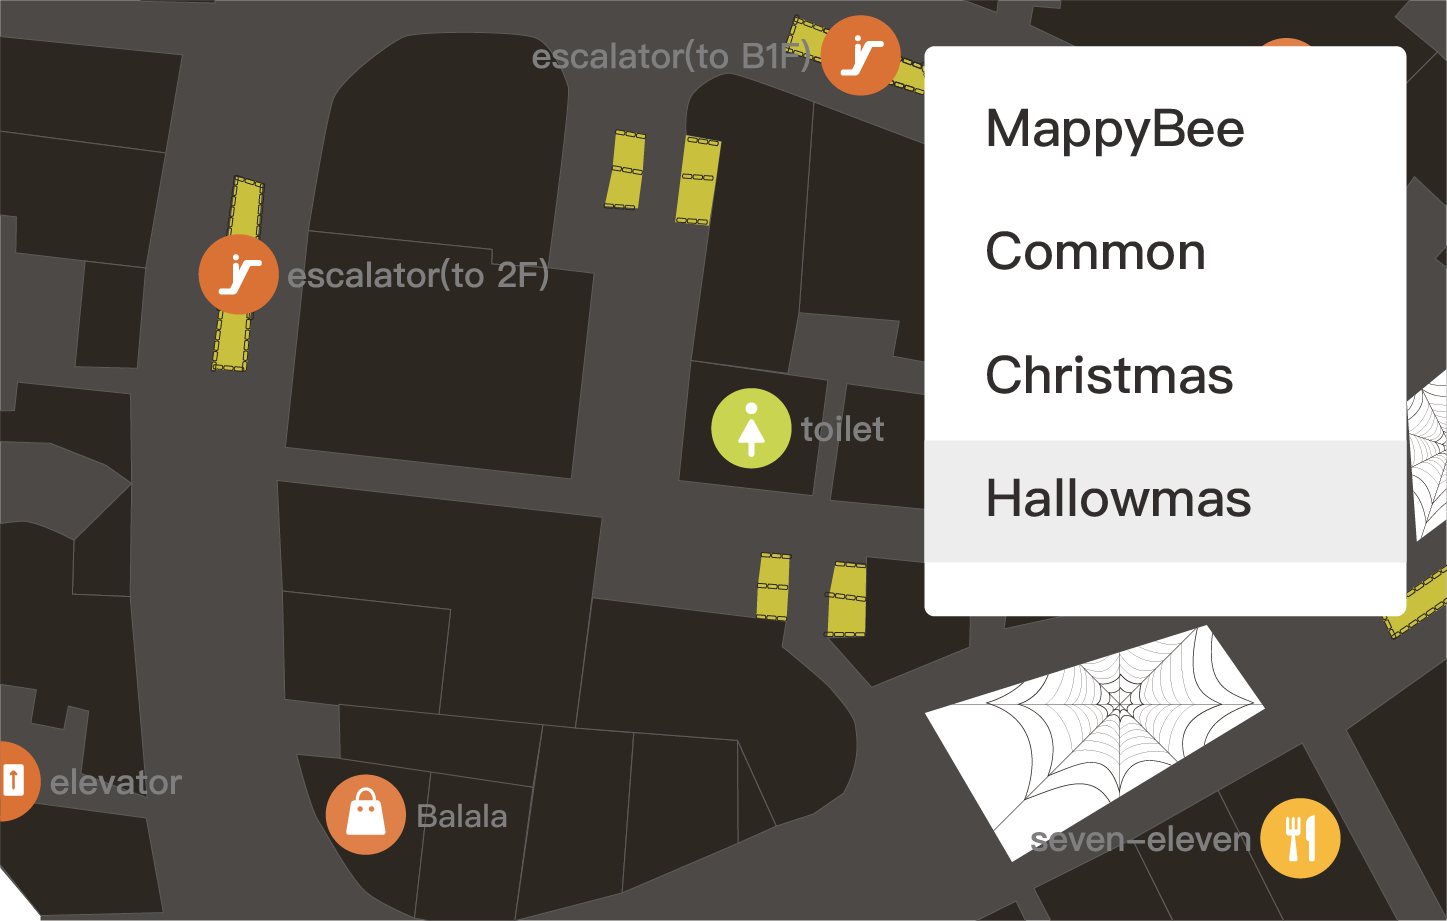 escalator(to B1F)
MappyBee
Common
escalator(to 2F)
Christmas
toilet
Hallowmas
elevator
Balala
seven-eleven